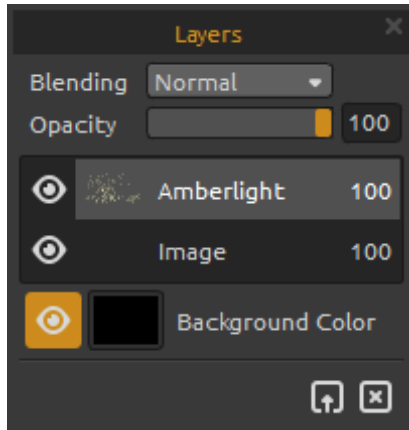 Layers
Blending Normal
Opacity 100
Amberlight 100
Image 100
Background Color